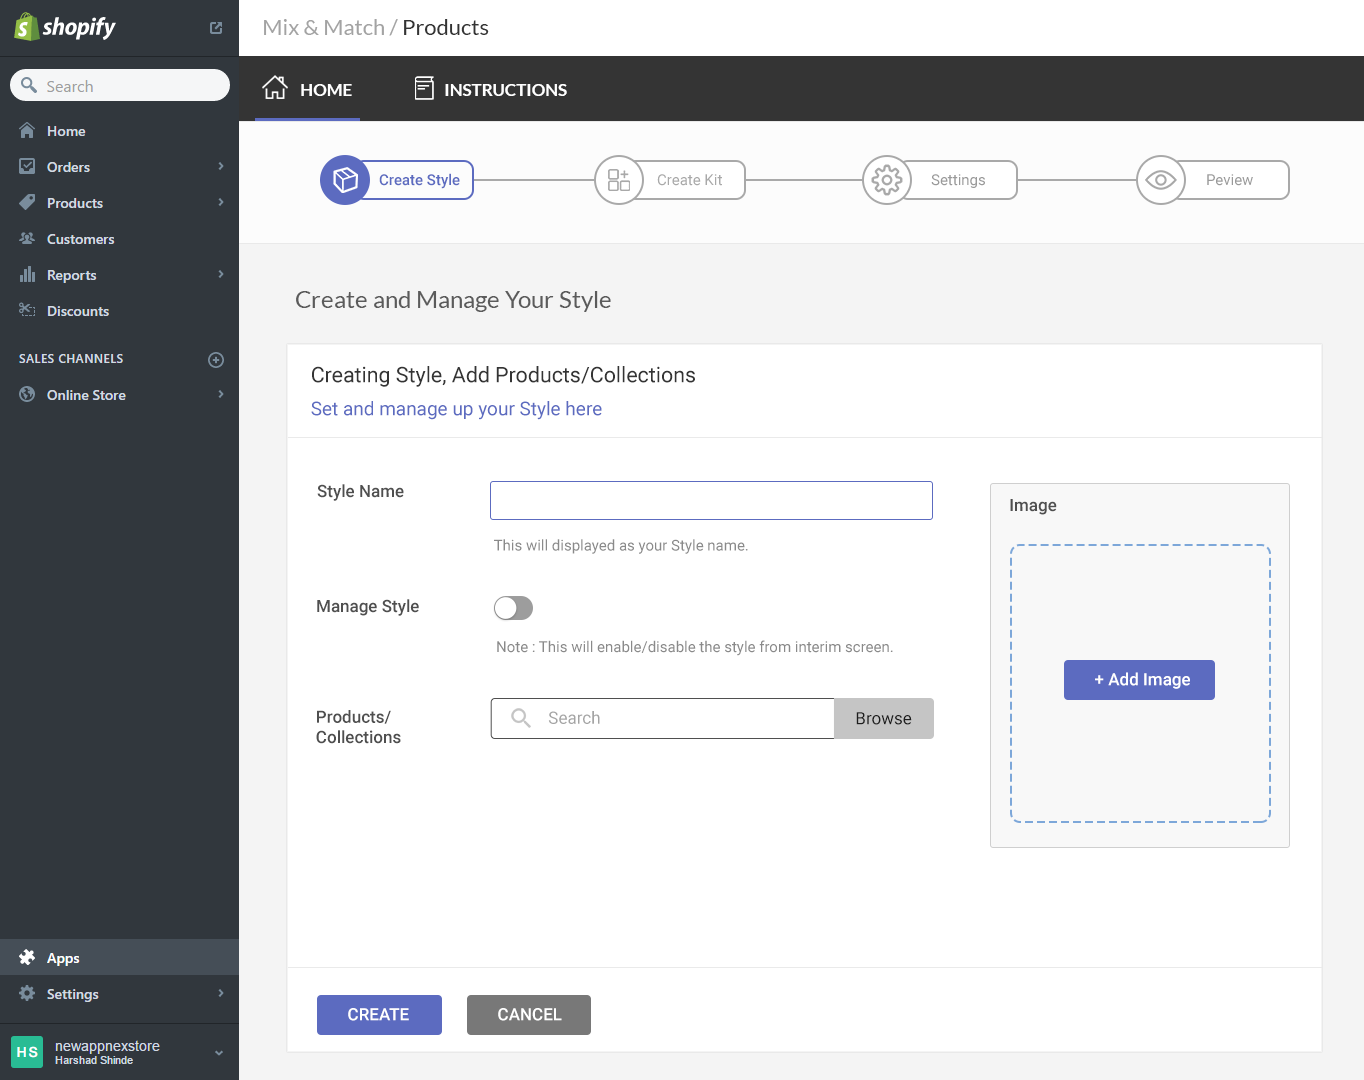 shopify
Mix & Match / Products
Search
HOME
INSTRUCTIONS
Home
Orders
Products
Customers
Reports
Discounts
SALES CHANNELS
Online Store
Create Style
Create Kit
Settings
Peview
Create and Manage Your Style
Creating Style, Add Products/Collections
Set and manage up your Style here
Style Name
This will displayed as your Style name.
Manage Style
Note : This will enable/disable the style from interim screen.
Products/
Collections
Search
Browse
Image
+ Add Image
CREATE
CANCEL
Apps
Settings
HS
newappnexstore
Harshad Shinde